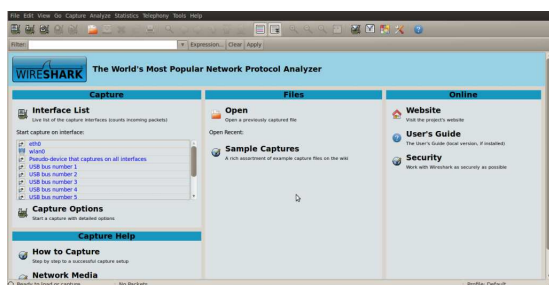 File Edit View Go Capture Analyze Statistics Telephony Tools Help
Filter: Expression... Clear Apply
WIRESHARK The World's Most Popular Network Protocol Analyzer
Capture
Interface List
Live list of the capture interfaces (counts incoming packets)
Start capture on interface:
eth0
wlan0
Pseudo-device that captures on all interfaces
USB bus number 1
USB bus number 2
USB bus number 3
USB bus number 4
USB bus number 5
Capture Options
Start a capture with detailed options
Capture Help
How to Capture
Step by step to a successful capture setup
Network Media
Files
Open
Open a previously captured file
Open Recent:
Sample Captures
A rich assortment of example capture files on the wiki
Online
Website
Visit the project's website
User's Guide
The User's Guide (local version, if installed)
Security
Work with Wireshark as securely as possible
Ready to load or capture No Packets Profile: Default